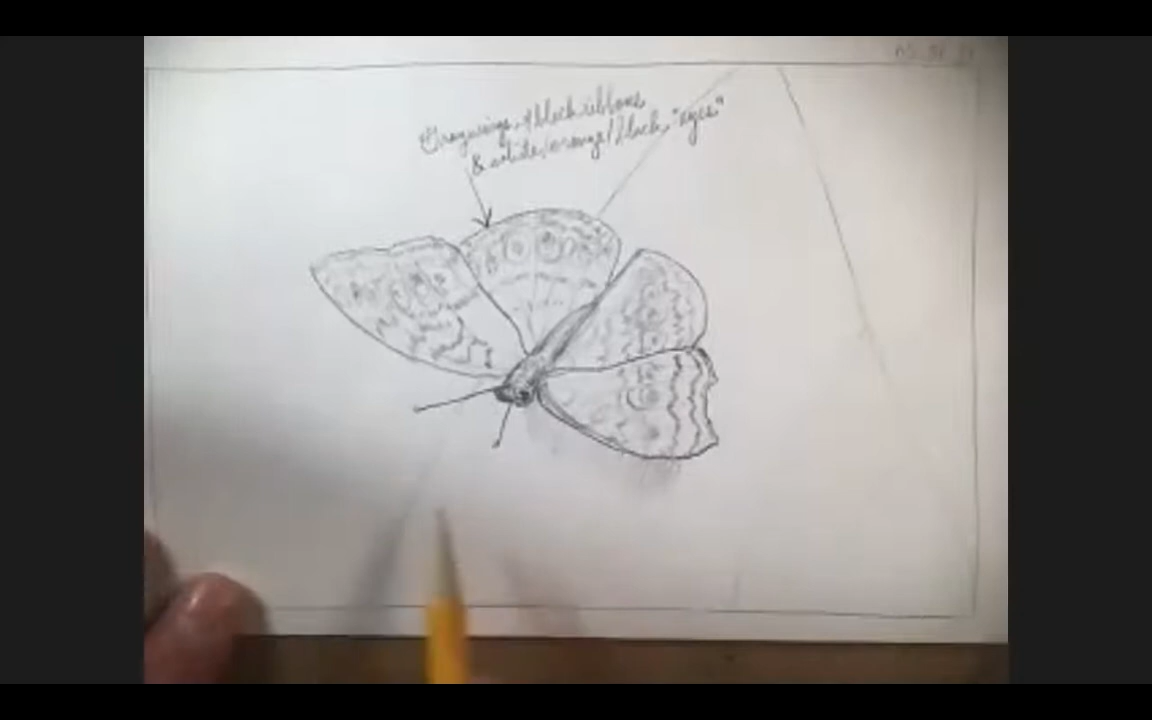 Gray wings, & black ribbons
& white/orange/black "eyes"